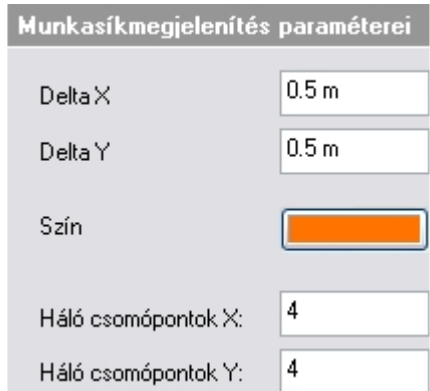 Munkasíkmegjelenítés paraméterei
Delta X 0.5 m
Delta Y 0.5 m
Szín
Háló csomópontok X: 4
Háló csomópontok Y: 4